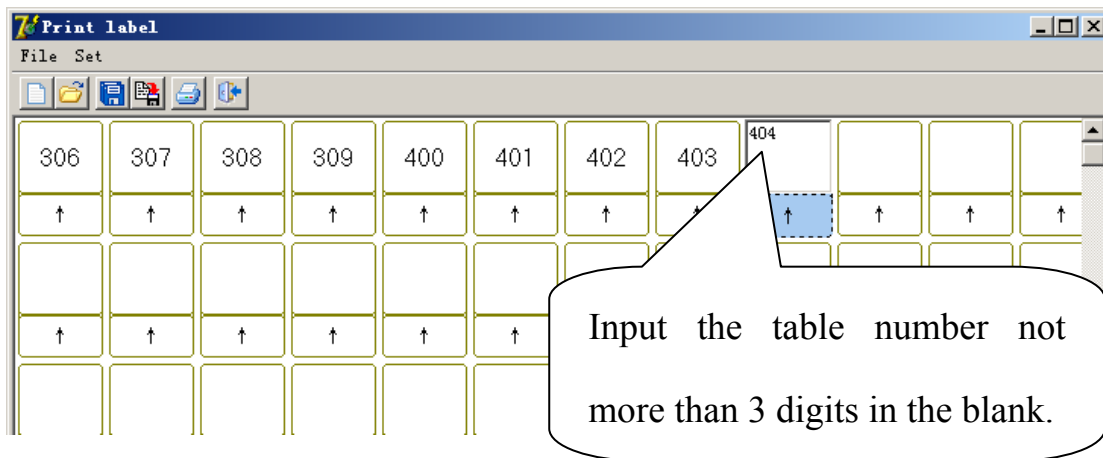 Print label
File Set
306 307 308 309 400 401 402 403 404
↑ ↑ ↑ ↑ ↑ ↑ ↑ ↑ ↑ ↑ ↑ ↑
↑ ↑ ↑ ↑ ↑ ↑
Input the table number not
more than 3 digits in the blank.